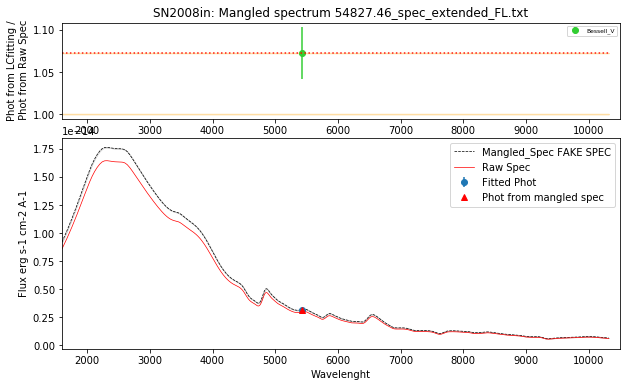 SN2008in: Mangled spectrum 54827.46_spec_extended_FL.txt
Phot from LCfitting /
Phot from Raw Spec
1.10
1.05
1.00
Bessell_V
2000 3000 4000 5000 6000 7000 8000 9000 10000
1e-14
Flux erg s-1 cm-2 A-1
1.75
1.50
1.25
1.00
0.75
0.50
0.25
0.00
Mangled_Spec FAKE SPEC
Raw Spec
Fitted Phot
Phot from mangled spec
2000 3000 4000 5000 6000 7000 8000 9000 10000
Wavelenght